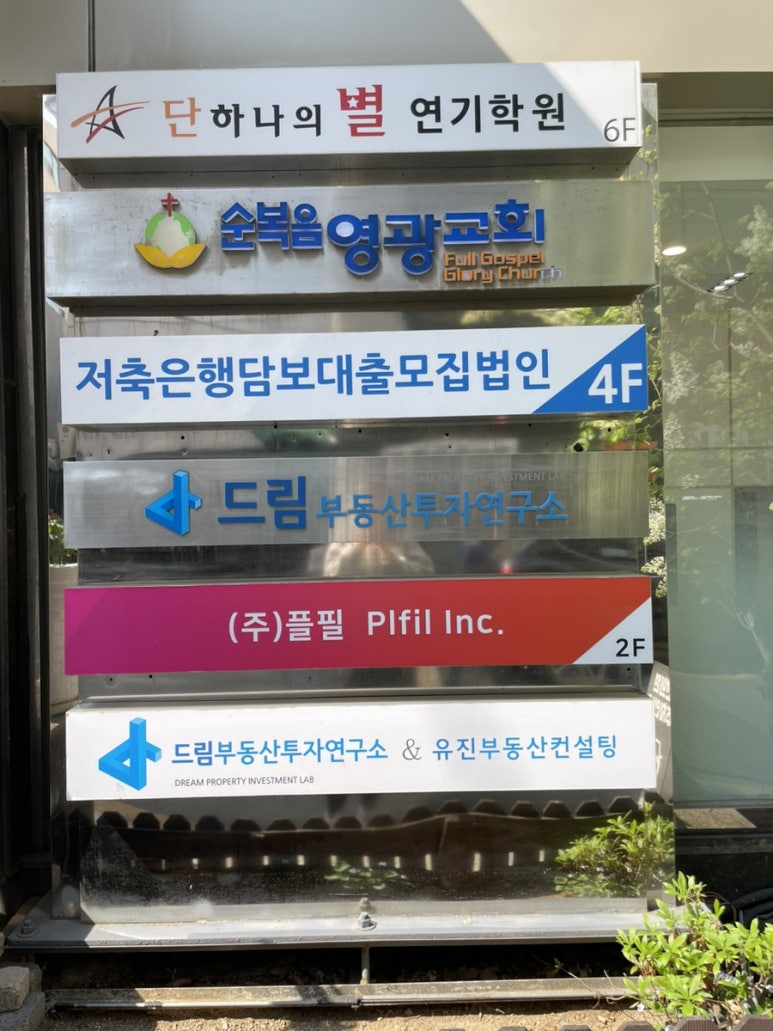 단 하나의 별 연기학원 6F
순복음 영광교회
Full Gospel
Glory Church
저축은행담보대출모집법인 4F
PROPERTY INVESTMENT LAB
드림 부동산투자연구소
(주)플필 Plfil Inc. 2F
드림부동산투자연구소 & 유진부동산컨설팅
DREAM PROPERTY INVESTMENT LAB